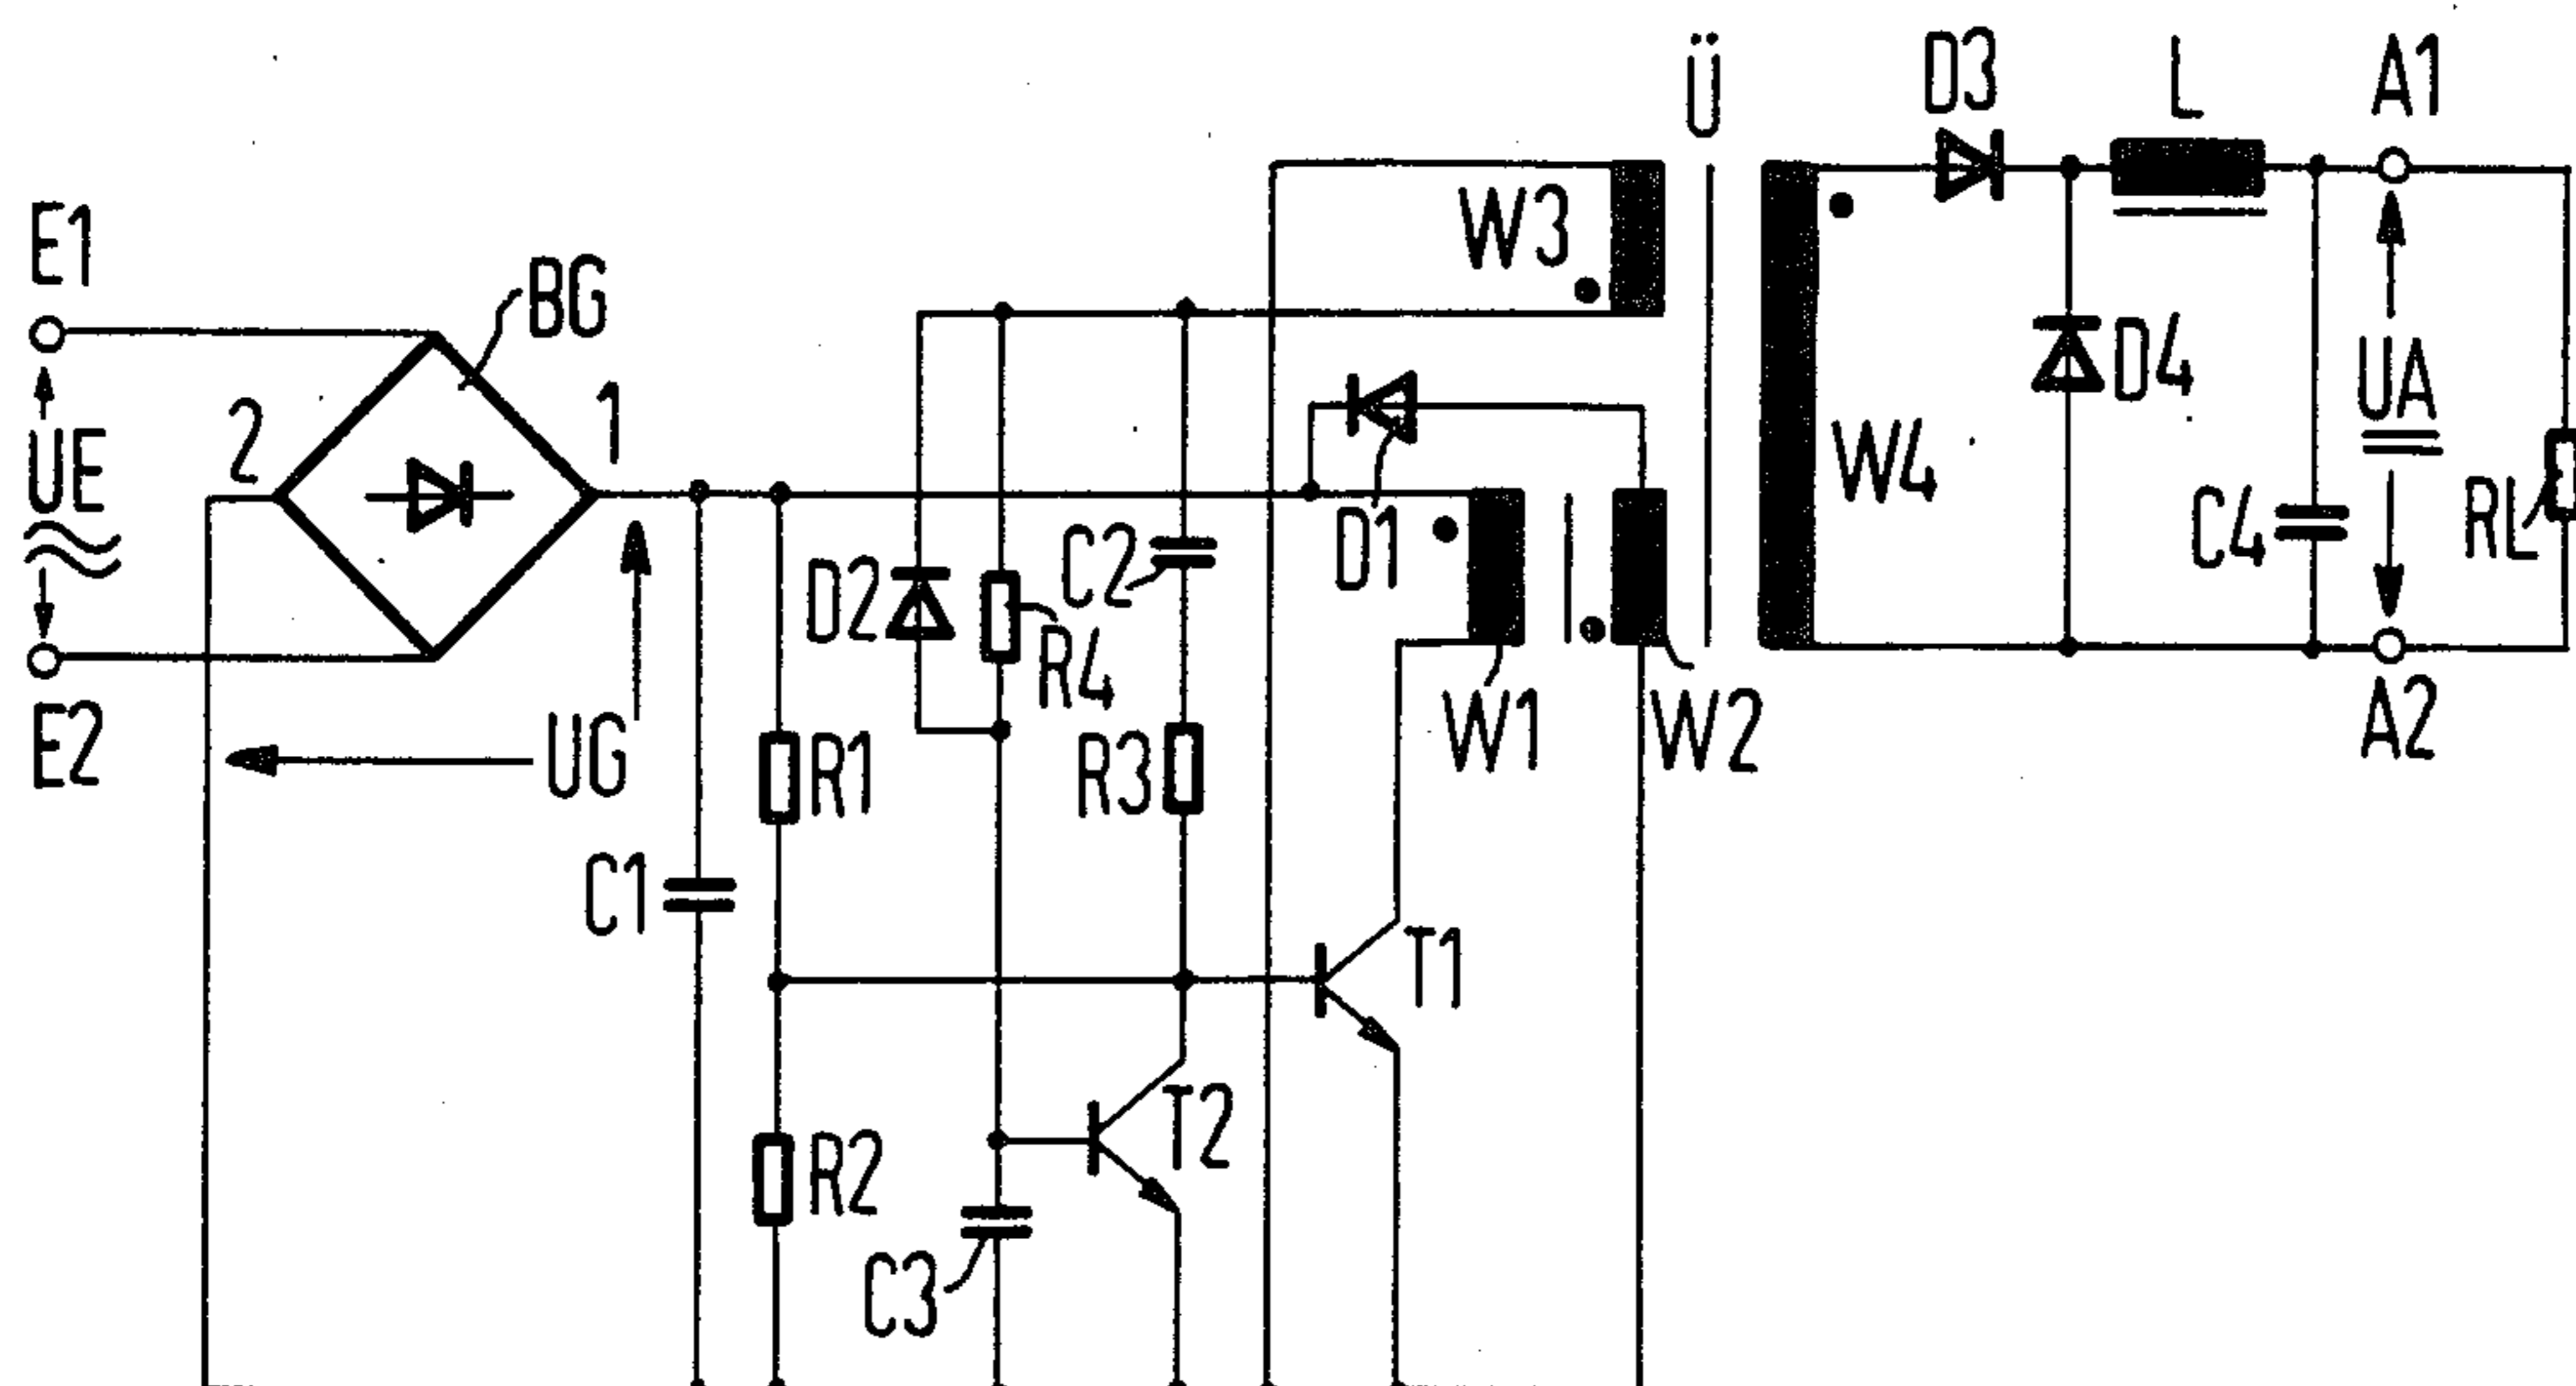 Ü
D3
L
A1
E1
W3
BG
2
1
UE
D4
UA
W4
D1
C2
C4
RL
D2
R4
W1
W2
E2
UG
R1
R3
A2
C1
T1
T2
R2
C3